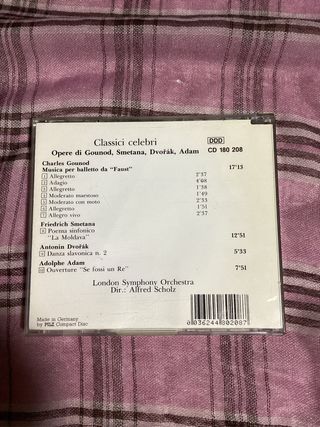 Classici celebri
DDD
Opere di Gounod, Smetana, Dvořák, Adam CD 180 208
Charles Gounod
Musica per balletto da "Faust" 17'13
1 Allegretto 2'37
2 Adagio 4'08
3 Allegretto 1'38
4 Moderato maestoso 1'49
5 Moderato con moto 2'33
6 Allegretto 1'51
7 Allegro vivo 2'37
Friedrich Smetana
8 Poema sinfonico
"La Moldava" 12'51
Antonin Dvořák
9 Danza slavonica n. 2 5'33
Adolphe Adam
10 Ouverture "Se fossi un Re" 7'51
London Symphony Orchestra
Dir.: Alfred Scholz
Made in Germany
by PILZ Compact Disc
0 036244 802087